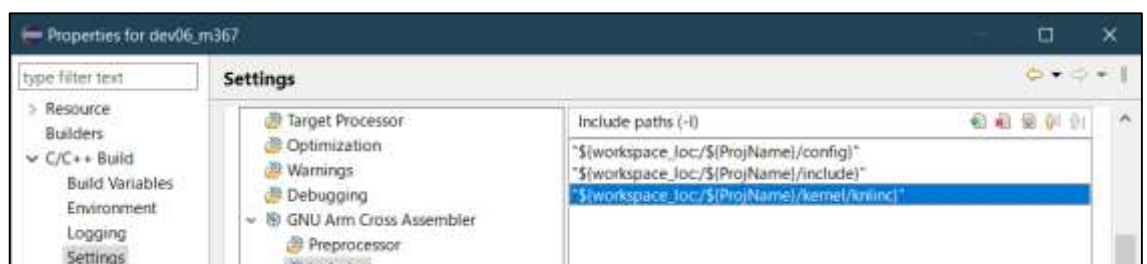 Properties for dev06_m367
type filter text
Settings
Resource
Builders
C/C++ Build
Build Variables
Environment
Logging
Settings
Target Processor
Optimization
Warnings
Debugging
GNU Arm Cross Assembler
Preprocessor
Include paths (-I)
"${workspace_loc:/${ProjName}/config}"
"${workspace_loc:/${ProjName}/include}"
"${workspace_loc:/${ProjName}/kernel/knlinc}"